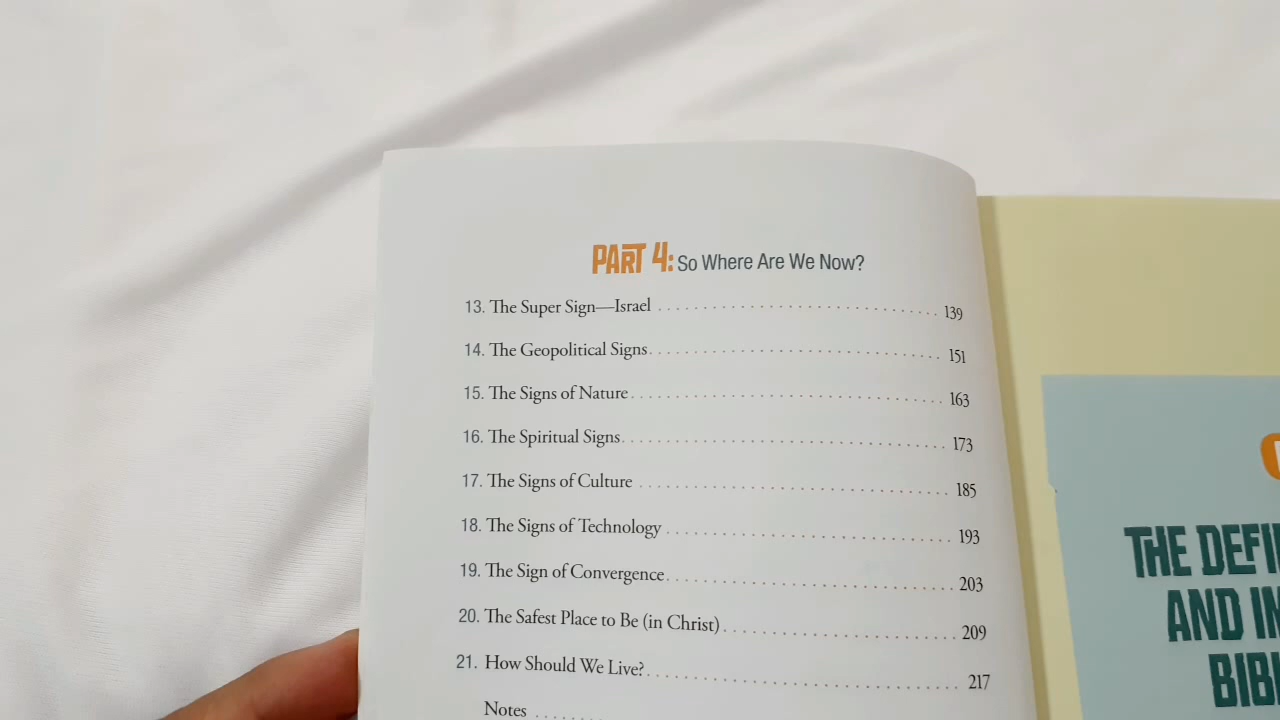 PART 4: So Where Are We Now?
13. The Super Sign—Israel 139
14. The Geopolitical Signs 151
15. The Signs of Nature 163
16. The Spiritual Signs 173
17. The Signs of Culture 185
18. The Signs of Technology 193
19. The Sign of Convergence 203
20. The Safest Place to Be (in Christ) 209
21. How Should We Live? 217
Notes
THE
AND